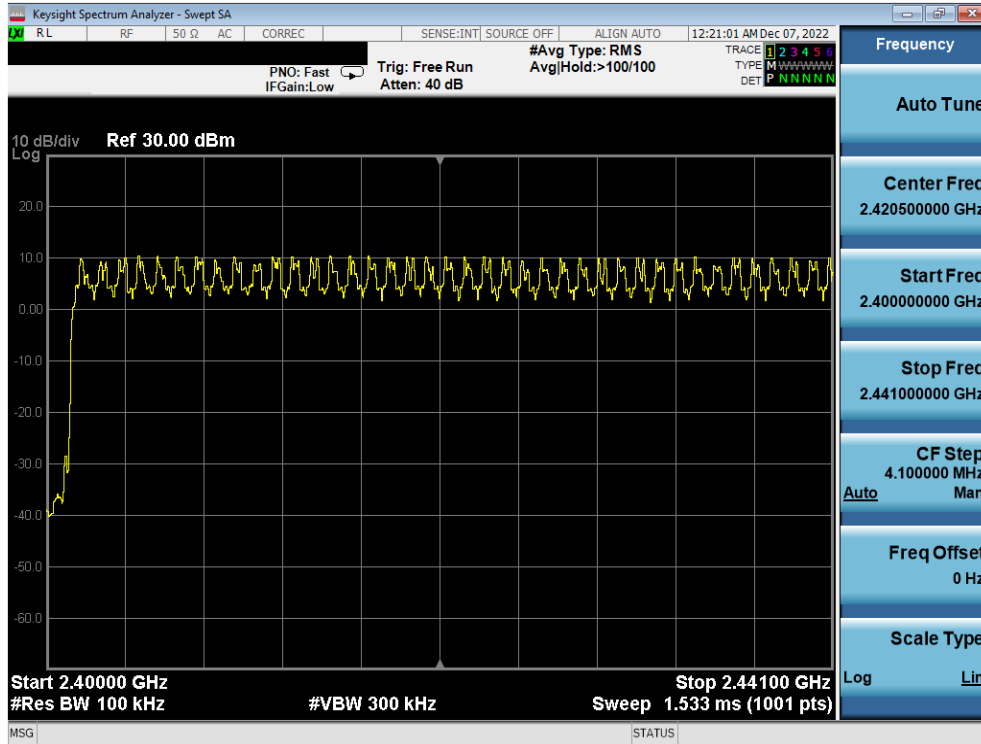 Keysight Spectrum Analyzer - Swept SA
LXI RL RF 50 Ω AC CORREC SENSE:INT SOURCE OFF ALIGN AUTO 12:21:01 AM Dec 07, 2022
#Avg Type: RMS TRACE 1 2 3 4 5 6
PNO: Fast Trig: Free Run Avg|Hold:>100/100 TYPE M WWWWW
IFGain:Low Atten: 40 dB DET P N N N N N
10 dB/div Ref 30.00 dBm
Log
20.0
10.0
0.00
-10.0
-20.0
-30.0
-40.0
-50.0
-60.0
Start 2.40000 GHz Stop 2.44100 GHz
#Res BW 100 kHz #VBW 300 kHz Sweep 1.533 ms (1001 pts)
MSG STATUS
Frequency
Auto Tune
Center Freq
2.420500000 GHz
Start Freq
2.400000000 GHz
Stop Freq
2.441000000 GHz
CF Step
4.100000 MHz
Auto Man
Freq Offset
0 Hz
Scale Type
Log Lin